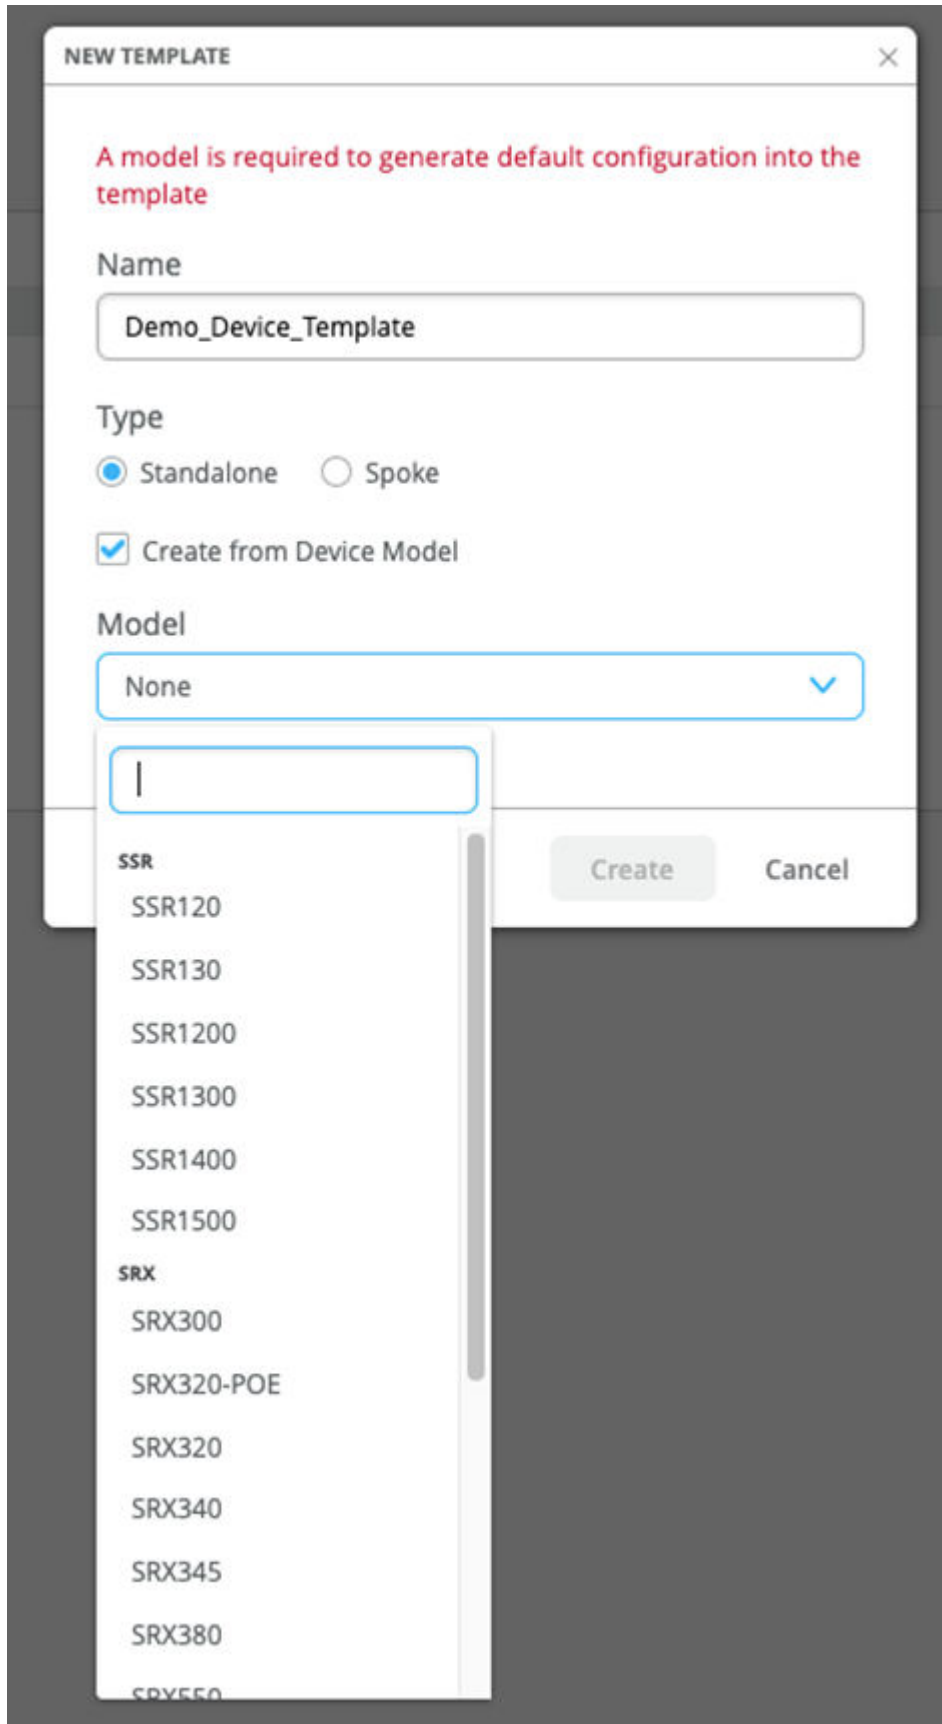 NEW TEMPLATE
A model is required to generate default configuration into the
template
Name
Demo_Device_Template
Type
Standalone Spoke
Create from Device Model
Model
None
SSR
Create Cancel
SSR120
SSR130
SSR1200
SSR1300
SSR1400
SSR1500
SRX
SRX300
SRX320-POE
SRX320
SRX340
SRX345
SRX380
SRX550